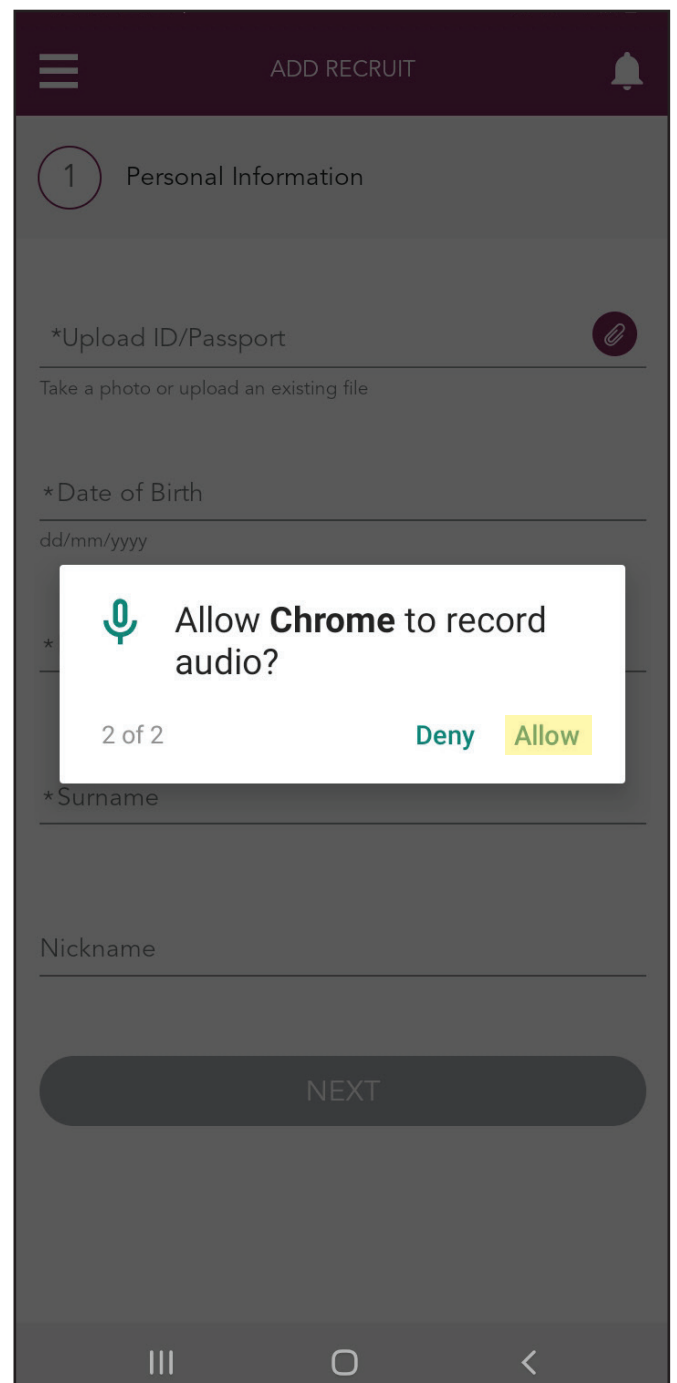 ADD RECRUIT
1 Personal Information
*Upload ID/Passport
Take a photo or upload an existing file
*Date of Birth
dd/mm/yyyy
*
Allow Chrome to record
audio?
2 of 2 Deny Allow
*Surname
Nickname
NEXT